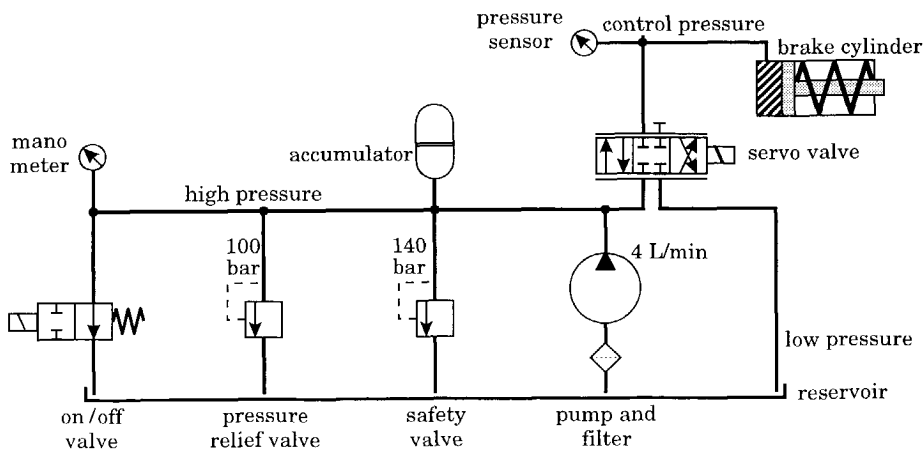 pressure
sensor
control pressure
brake cylinder
servo valve
mano
meter
accumulator
high pressure
100
bar
140
bar
4 L/min
low pressure
reservoir
on/off
valve
pressure
relief valve
safety
valve
pump and
filter